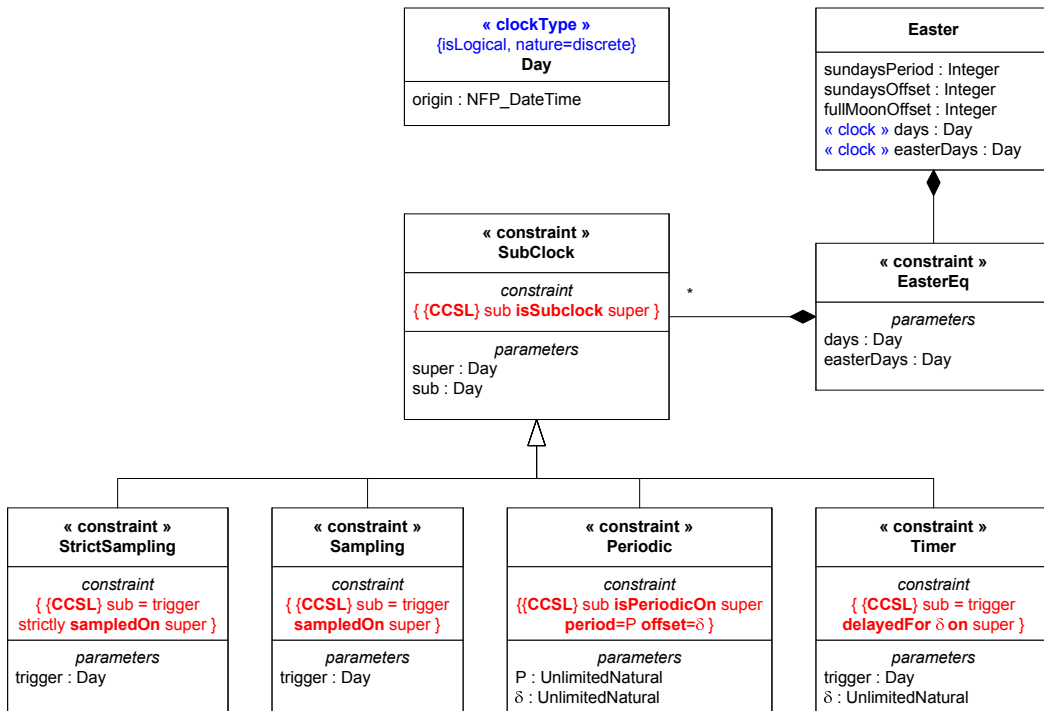 « clockType »
{isLogical, nature=discrete}
Day
origin : NFP_DateTime
Easter
sundaysPeriod : Integer
sundaysOffset : Integer
fullMoonOffset : Integer
« clock » days : Day
« clock » easterDays : Day
« constraint »
SubClock
constraint
{ {CCSL} sub isSubclock super }
parameters
super : Day
sub : Day
*
« constraint »
EasterEq
parameters
days : Day
easterDays : Day
« constraint »
StrictSampling
constraint
{ {CCSL} sub = trigger
strictly sampledOn super }
parameters
trigger : Day
« constraint »
Sampling
constraint
{ {CCSL} sub = trigger
sampledOn super }
parameters
trigger : Day
« constraint »
Periodic
constraint
{{CCSL} sub isPeriodicOn super
period=P offset=δ }
parameters
P : UnlimitedNatural
δ : UnlimitedNatural
« constraint »
Timer
constraint
{ {CCSL} sub = trigger
delayedFor δ on super }
parameters
trigger : Day
δ : UnlimitedNatural